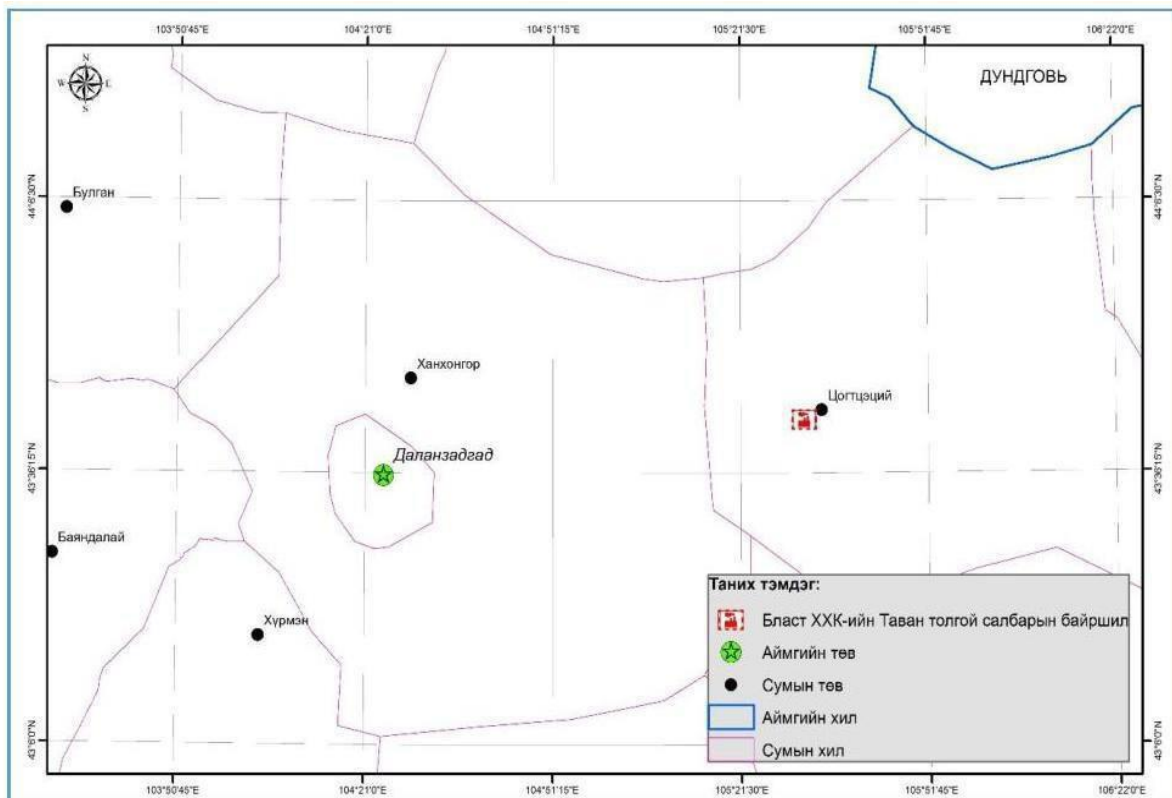 103°50'45"E 104°21'0"E 104°51'15"E 105°21'30"E 105°51'45"E 106°22'0"E
N
W E
S
ДУНДГОВЬ
44°6'30"N 44°6'30"N
Булган
Ханхонгор
Цогтцэций
Даланзадгад
43°36'15"N 43°36'15"N
Баяндалай
Хүрмэн
Таних тэмдэг:
Бласт ХХК-ийн Таван толгой салбарын байршил
Аймгийн төв
Сумын төв
Аймгийн хил
Сумын хил
43°6'0"N 43°6'0"N
103°50'45"E 104°21'0"E 104°51'15"E 105°21'30"E 105°51'45"E 106°22'0"E